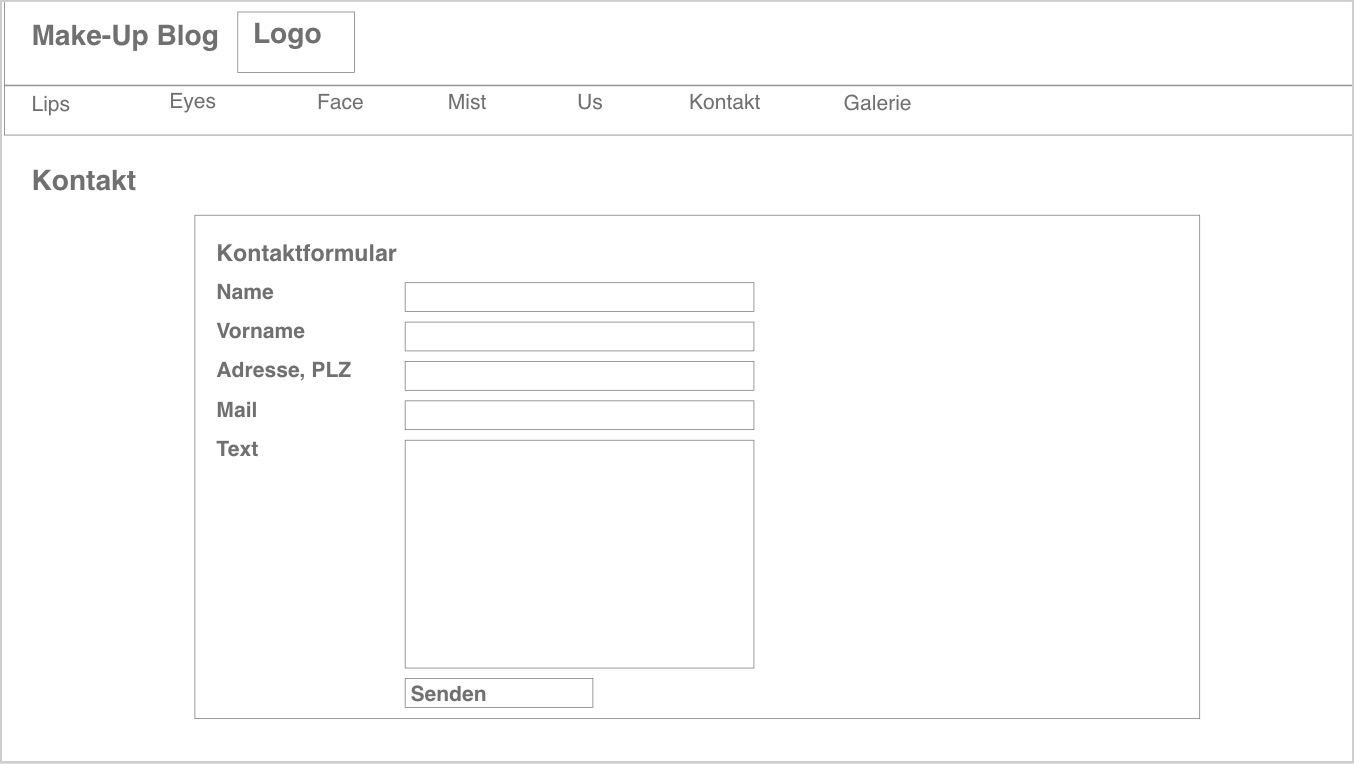 Make-Up Blog Logo
Lips Eyes Face Mist Us Kontakt Galerie
Kontakt
Kontaktformular
Name
Vorname
Adresse, PLZ
Mail
Text
Senden